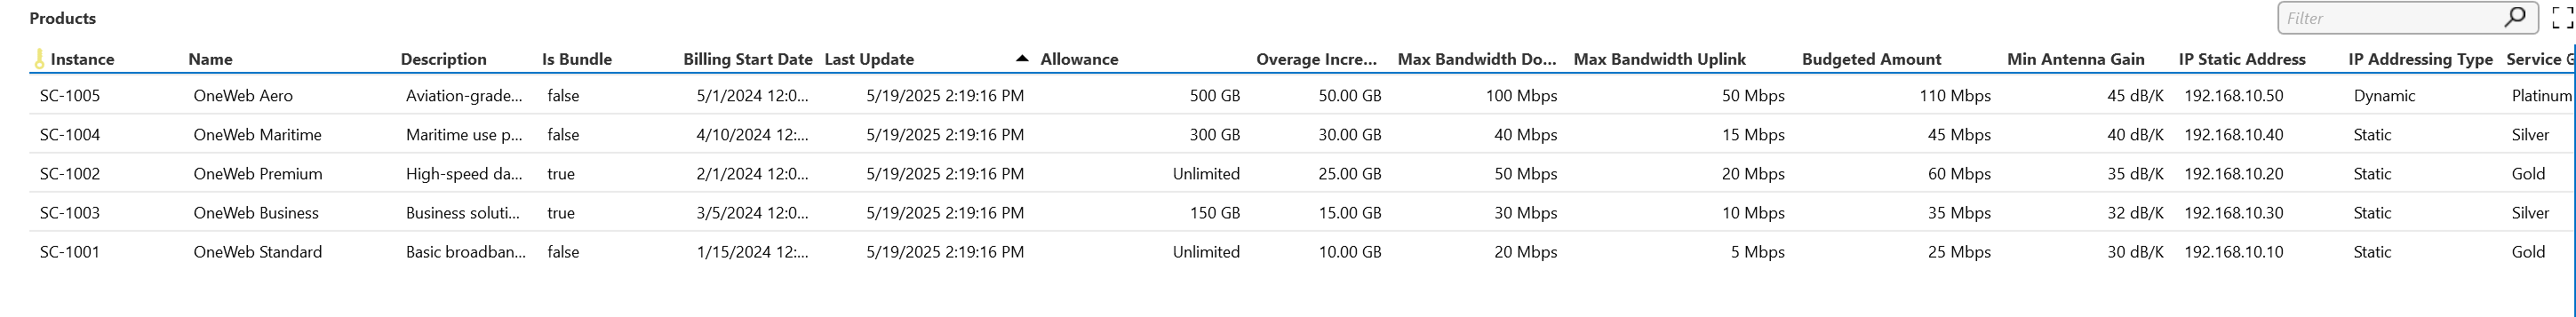 Products
Filter
Instance Name Description Is Bundle Billing Start Date Last Update Allowance Overage Incre... Max Bandwidth Do... Max Bandwidth Uplink Budgeted Amount Min Antenna Gain IP Static Address IP Addressing Type Service G
SC-1005 OneWeb Aero Aviation-grade... false 5/1/2024 12:0... 5/19/2025 2:19:16 PM 500 GB 50.00 GB 100 Mbps 50 Mbps 110 Mbps 45 dB/K 192.168.10.50 Dynamic Platinum
SC-1004 OneWeb Maritime Maritime use p... false 4/10/2024 12:... 5/19/2025 2:19:16 PM 300 GB 30.00 GB 40 Mbps 15 Mbps 45 Mbps 40 dB/K 192.168.10.40 Static Silver
SC-1002 OneWeb Premium High-speed da... true 2/1/2024 12:0... 5/19/2025 2:19:16 PM Unlimited 25.00 GB 50 Mbps 20 Mbps 60 Mbps 35 dB/K 192.168.10.20 Static Gold
SC-1003 OneWeb Business Business soluti... true 3/5/2024 12:0... 5/19/2025 2:19:16 PM 150 GB 15.00 GB 30 Mbps 10 Mbps 35 Mbps 32 dB/K 192.168.10.30 Static Silver
SC-1001 OneWeb Standard Basic broadban... false 1/15/2024 12:... 5/19/2025 2:19:16 PM Unlimited 10.00 GB 20 Mbps 5 Mbps 25 Mbps 30 dB/K 192.168.10.10 Static Gold